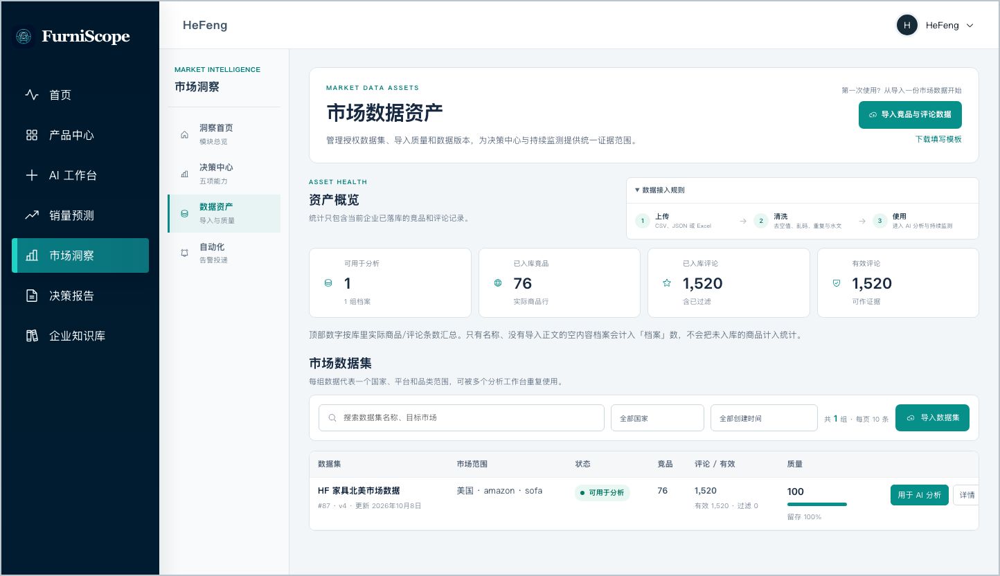 FurniScope
首页
产品中心
AI 工作台
销量预测
市场洞察
决策报告
企业知识库
HeFeng
H
HeFeng
MARKET INTELLIGENCE
市场洞察
洞察首页
模块总览
决策中心
五项能力
数据资产
导入与质量
自动化
告警投递
MARKET DATA ASSETS
市场数据资产
管理授权数据集、导入质量和数据版本，为决策中心与持续监测提供统一证据范围。
第一次使用？从导入一份市场数据开始
导入竟品与评论数据
下载填写模板
ASSET HEALTH
资产概览
统计只包含当前企业已落库的竟品和评论记录。
▼ 数据接入规则
1 上传
CSV、JSON 或 Excel
→
2 清洗
去空值、乱码、重复与水文
→
3 使用
进入 AI 分析与持续监测
可用于分析
1
1 组档案
已入库竟品
76
实际商品行
已入库评论
1,520
含已过滤
有效评论
1,520
可作证据
顶部数字按库里实际商品/评论条数汇总。只有名称、没有导入正文的空内容档案会计入「档案」数，不会把未入库的商品计入统计。
市场数据集
每组数据代表一个国家、平台和品类范围，可被多个分析工作台重复使用。
搜索数据集名称、目标市场
全部国家
全部创建时间
共 1 组 · 每页 10 条
导入数据集
数据集 市场范围 状态 竟品 评论 / 有效 质量
HF 家具北美市场数据 美国 · amazon · sofa 可用于分析 76 1,520 100 用于 AI 分析 详情
#87 · v4 · 更新 2026年10月8日 有效 1,520 · 过滤 0 留存 100%